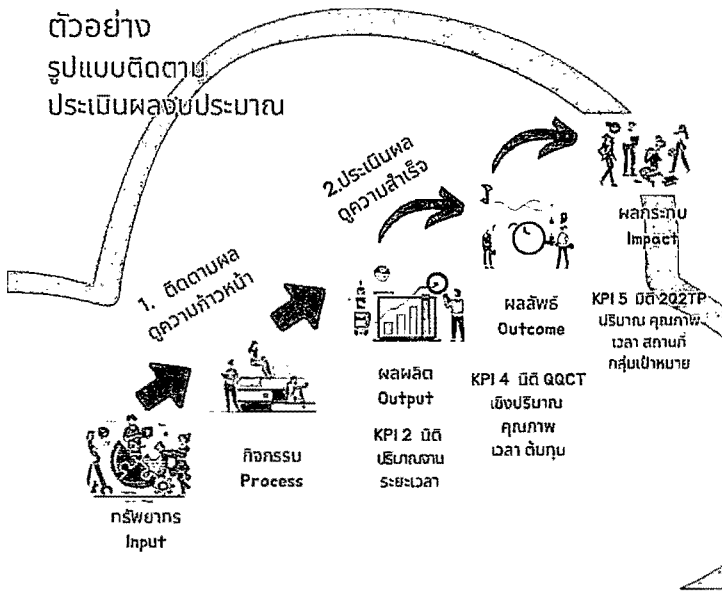 ตัวอย่าง
รูปแบบติดตาม
ประเมินผลงบประมาณ
1. ติดตามผล
ดูความก้าวหน้า
2.ประเมินผล
ดูความสำเร็จ
ทรัพยากร
Input
กิจกรรม
Process
ผลผลิต
Output
KPI 2 มิติ
ปริมาณงาน
ระยะเวลา
ผลลัพธ์
Outcome
KPI 4 มิติ QQCT
เชิงปริมาณ
คุณภาพ
เวลา ต้นทุน
ผลกระทบ
Impact
KPI 5 มิติ 2Q2TP
ปริมาณ คุณภาพ
เวลา สถานที่
กลุ่มเป้าหมาย